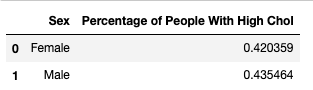 Sex Percentage of People With High Chol
0 Female 0.420359
1 Male 0.435464